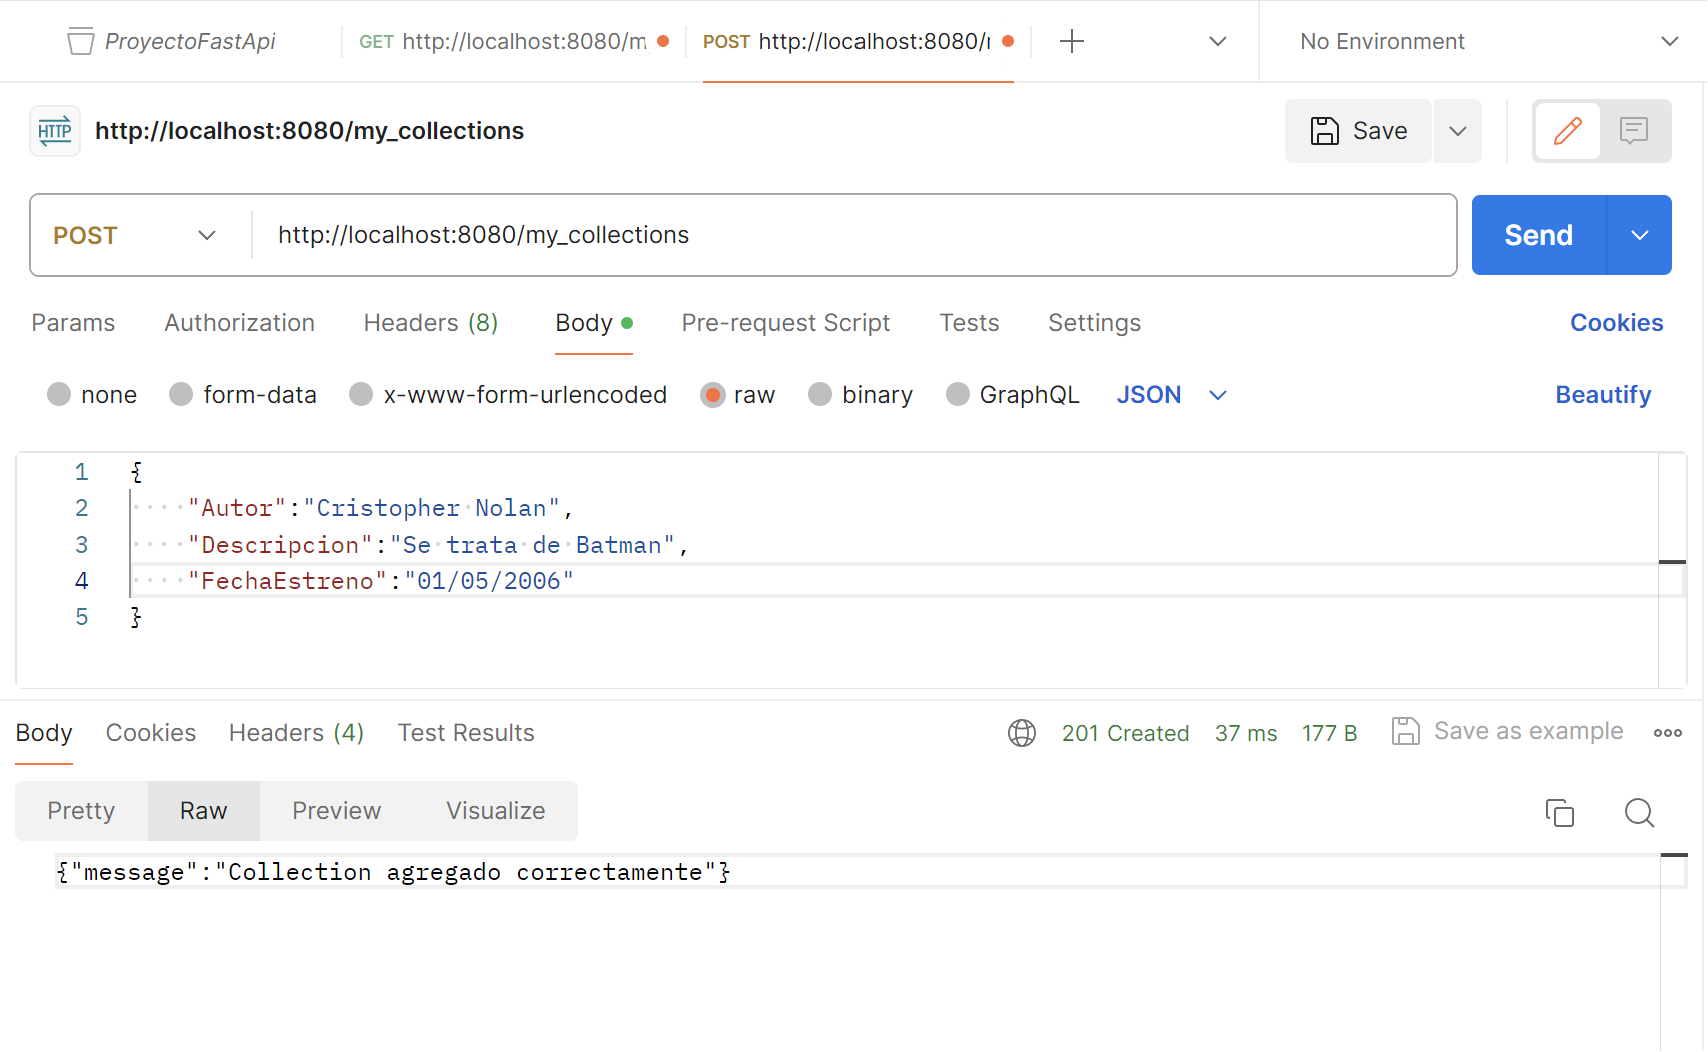 ProyectoFastApi GET http://localhost:8080/m POST http://localhost:8080/ No Environment
HTTP http://localhost:8080/my_collections Save
POST http://localhost:8080/my_collections Send
Params Authorization Headers (8) Body Pre-request Script Tests Settings Cookies
none form-data x-www-form-urlencoded raw binary GraphQL JSON Beautify
1 {
2 "Autor":"Cristopher Nolan",
3 "Descripcion":"Se trata de Batman",
4 "FechaEstreno":"01/05/2006"
5 }
Body Cookies Headers (4) Test Results 201 Created 37 ms 177 B Save as example
Pretty Raw Preview Visualize
{"message":"Collection agregado correctamente"}